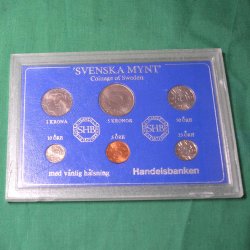 'SVENSKA MYNT'
Coinage of Sweden
1 KRONA 5 KRONOR 50 ÖRE
SHB SHB
10 ÖRE 5 ÖRE 25 ÖRE
med vänlig hälsning Handelsbanken